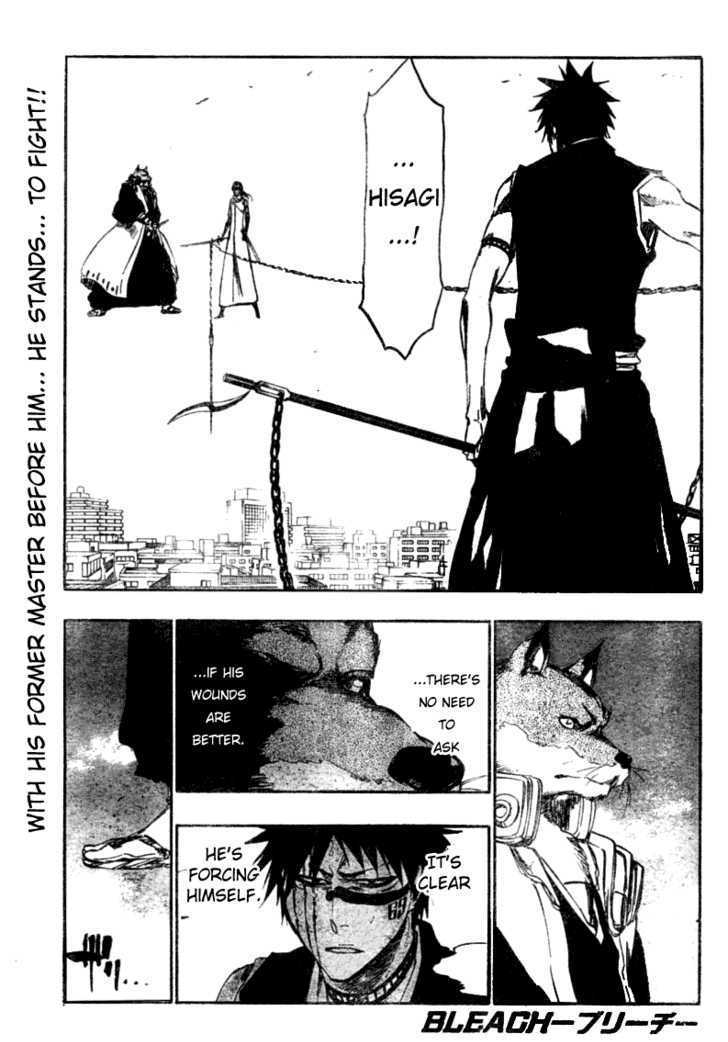 WITH HIS FORMER MASTER BEFORE HIM... HE STANDS... TO FIGHT!!
...
HISAGI
...!
...THERE'S
NO NEED
TO
ASK
...IF HIS
WOUNDS
ARE
BETTER.
IT'S
CLEAR
HE'S
FORCING
HIMSELF.
69
BLEACH―ブリーチ―